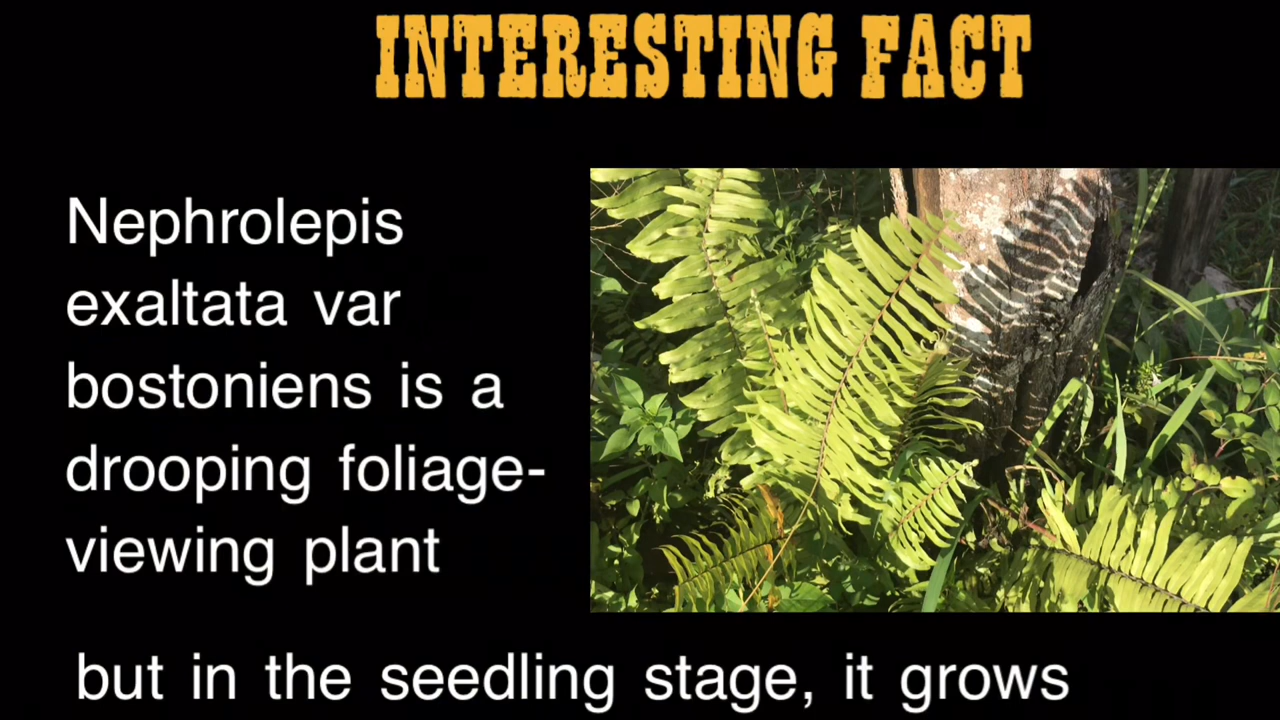 INTERESTING FACT
Nephrolepis
exaltata var
bostoniens is a
drooping foliage-
viewing plant
but in the seedling stage, it grows